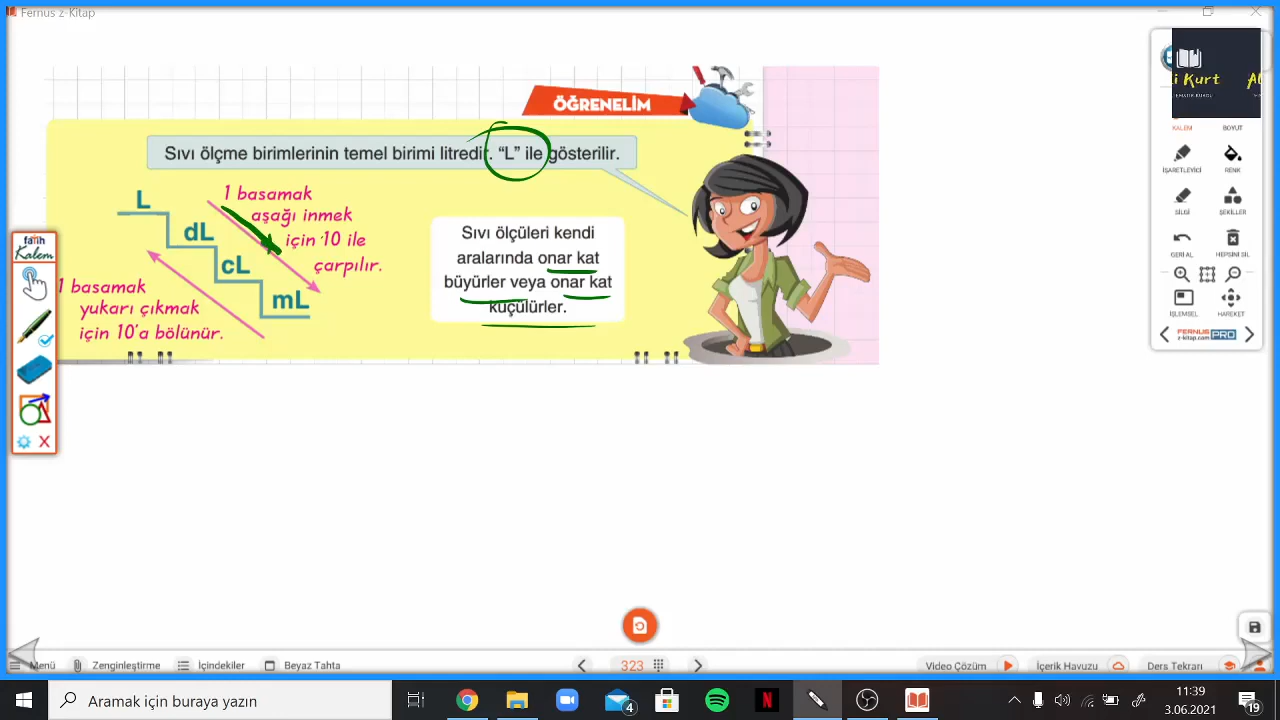 Fernus z-Kitap
i Kurt
Al
KALEM
BOYUT
İŞARETLEYİCİ
RENK
SİLGİ
ŞEKİLLER
GERİ AL
HEPSİNİ SİL
İŞLEMSEL
HAREKET
FERNUS PRO
z-kitap.com
ÖĞRENELİM
Sıvı ölçme birimlerinin temel birimi litredir. “L” ile gösterilir.
L
dL
cL
mL
1 basamak
aşağı inmek
için 10 ile
çarpılır.
1 basamak
yukarı çıkmak
için 10'a bölünür.
Sıvı ölçüleri kendi
aralarında onar kat
büyürler veya onar kat
küçülürler.
fatih
Kalem
Menü
Zenginleştirme
İçindekiler
Beyaz Tahta
323
Video Çözüm
İçerik Havuzu
Ders Tekrarı
Aramak için buraya yazın
4
N
11:39
3.06.2021
19